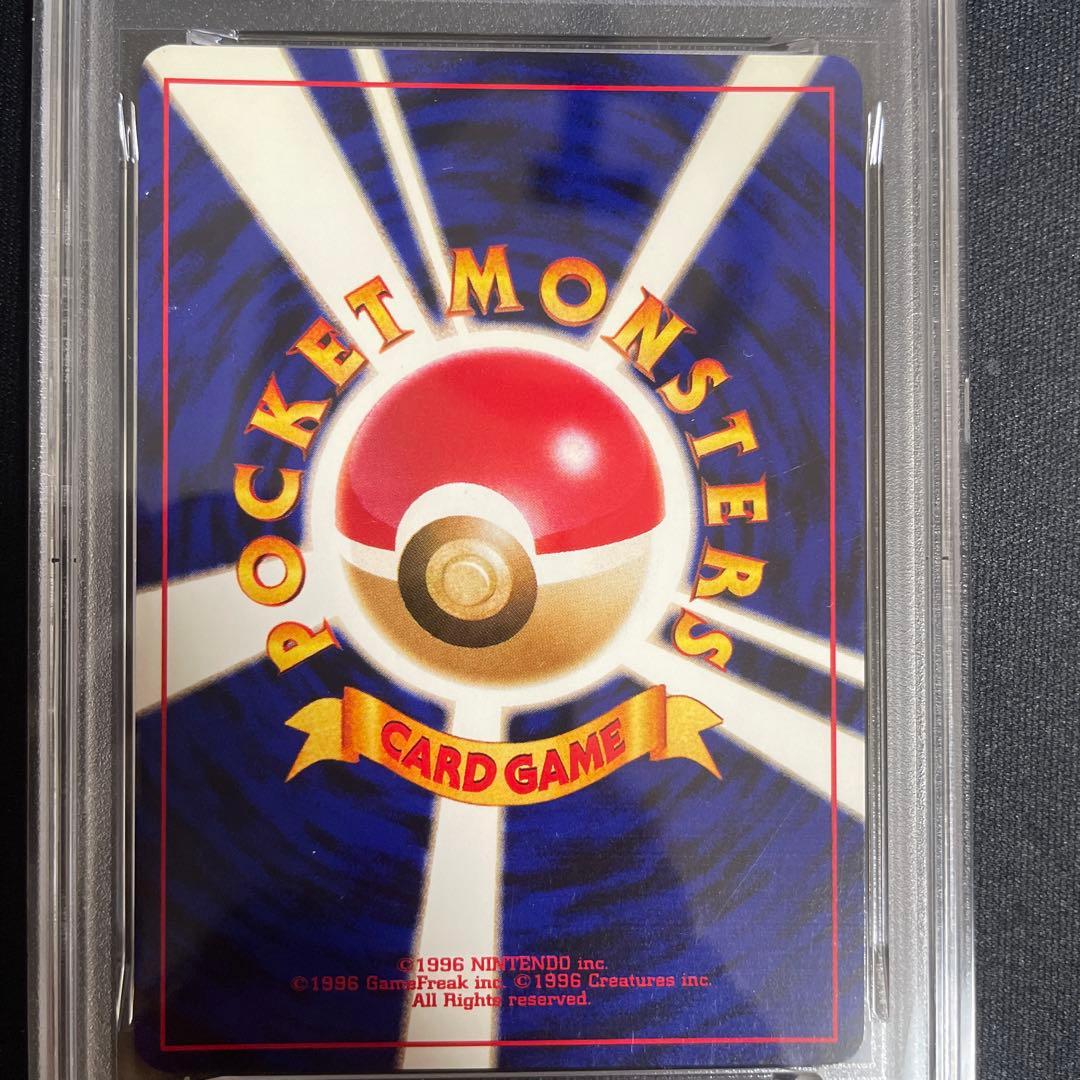 POCKET MONSTERS
CARD GAME
©1996 NINTENDO inc.
©1996 GameFreak inc. ©1996 Creatures inc.
All Rights reserved.